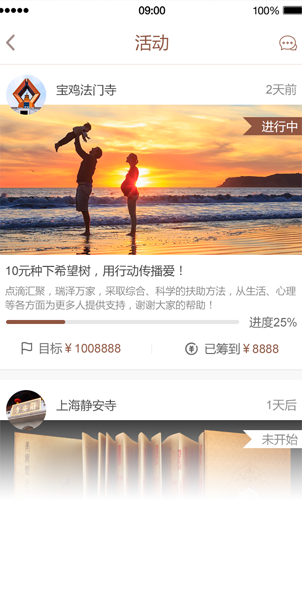 09:00
100%
活动
宝鸡法门寺
2天前
进行中
10元种下希望树，用行动传播爱！
点滴汇聚，瑞泽万家，采取综合、科学的扶助方法，从生活、心理
等各方面为更多人提供支持，谢谢大家的帮助！
进度25%
目标￥1008888
已筹到￥8888
上海静安寺
1天后
未开始